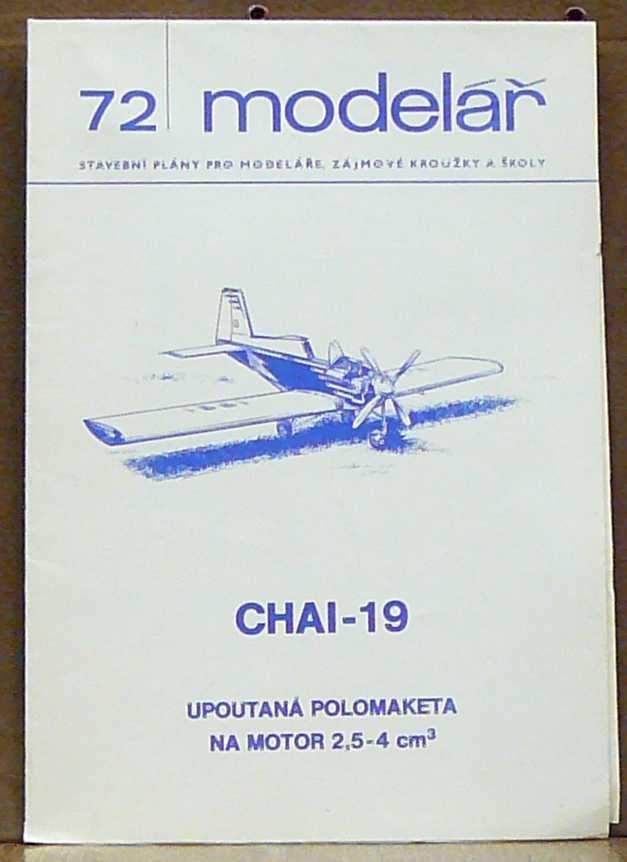 72 modelář
STAVEBNÍ PLÁNY PRO MODELÁŘE, ZÁJMOVÉ KROUŽKY A ŠKOLY
CHAI-19
UPOUTANÁ POLOMAKETA
NA MOTOR 2,5-4 cm³